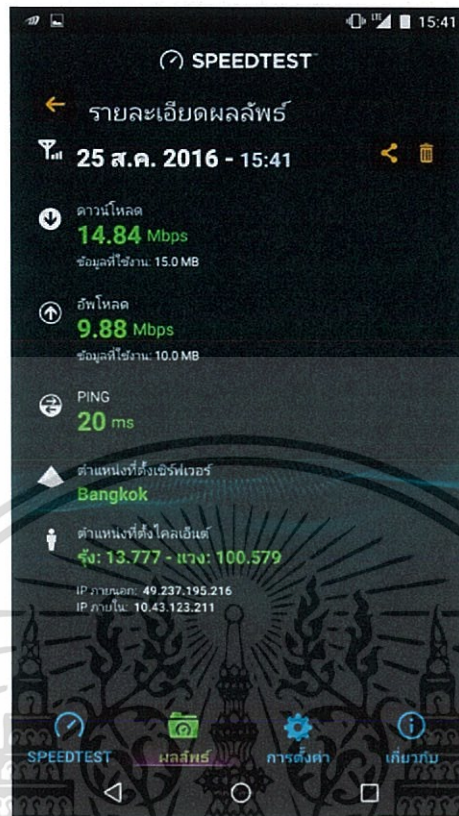 LTE 15:41
SPEEDTEST
รายละเอียดผลลัพธ์
25 ส.ค. 2016 - 15:41
ดาวน์โหลด
14.84 Mbps
ข้อมูลที่ใช้งาน: 15.0 MB
อัพโหลด
9.88 Mbps
ข้อมูลที่ใช้งาน: 10.0 MB
PING
20 ms
ตำแหน่งที่ตั้งเซิร์ฟเวอร์
Bangkok
ตำแหน่งที่ตั้งไคลเอ็นต์
รุ้ง: 13.777 - แวง: 100.579
IP ภายนอก: 49.237.195.216
IP ภายใน: 10.43.123.211
SPEEDTEST ผลลัพธ์ การตั้งค่า เกี่ยวกับ